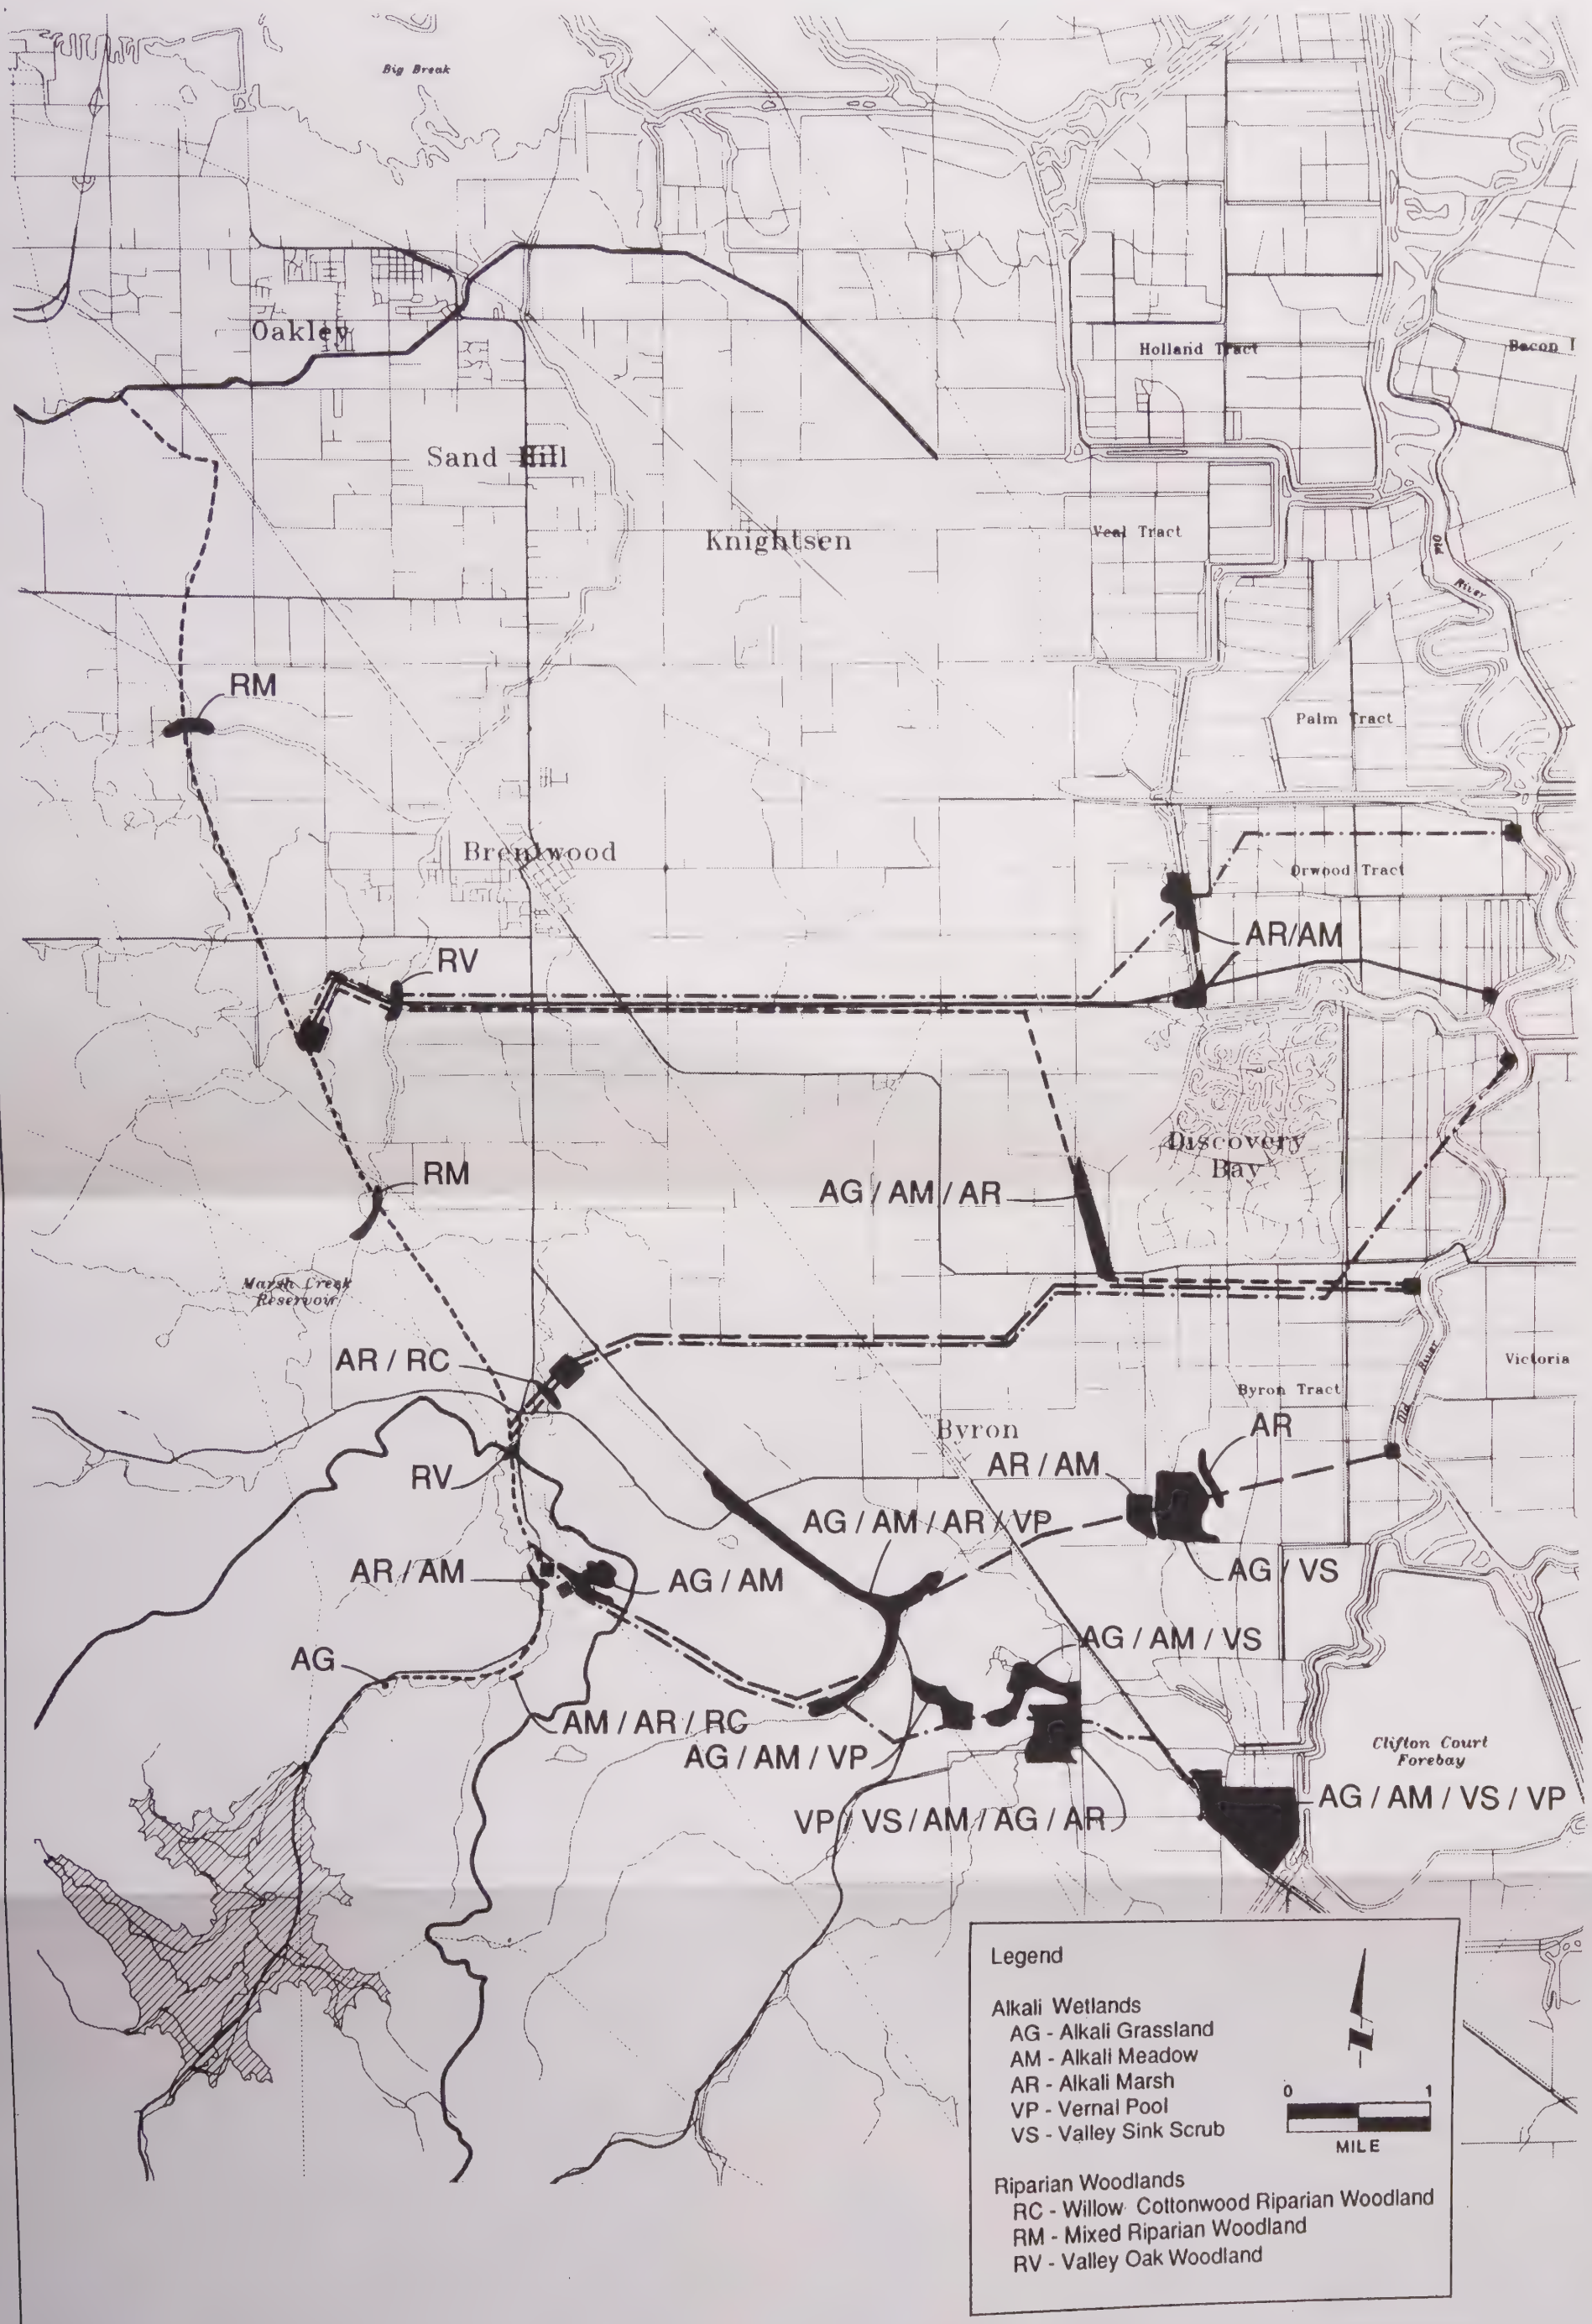 Big Break
Oakley
Holland Tract
Bacon I
Sand Hill
Knightsen
Veal Tract
Old
River
RM
Palm Tract
Brentwood
Orwood Tract
AR/AM
RV
Discovery
Bay
RM
AG / AM / AR
Marsh Creek
Reservoir
AR / RC
Victoria
River
Byron Tract
Old
Byron
AR
AR / AM
RV
AG / AM / AR / VP
AR / AM
AG / AM
AG / VS
AG
AG / AM / VS
AM / AR / RC
AG / AM / VP
Clifton Court
Forebay
AG / AM / VS / VP
VP / VS / AM / AG / AR
Legend
Alkali Wetlands
AG - Alkali Grassland
AM - Alkali Meadow
AR - Alkali Marsh
VP - Vernal Pool
VS - Valley Sink Scrub
N
0 1
MILE
Riparian Woodlands
RC - Willow Cottonwood Riparian Woodland
RM - Mixed Riparian Woodland
RV - Valley Oak Woodland